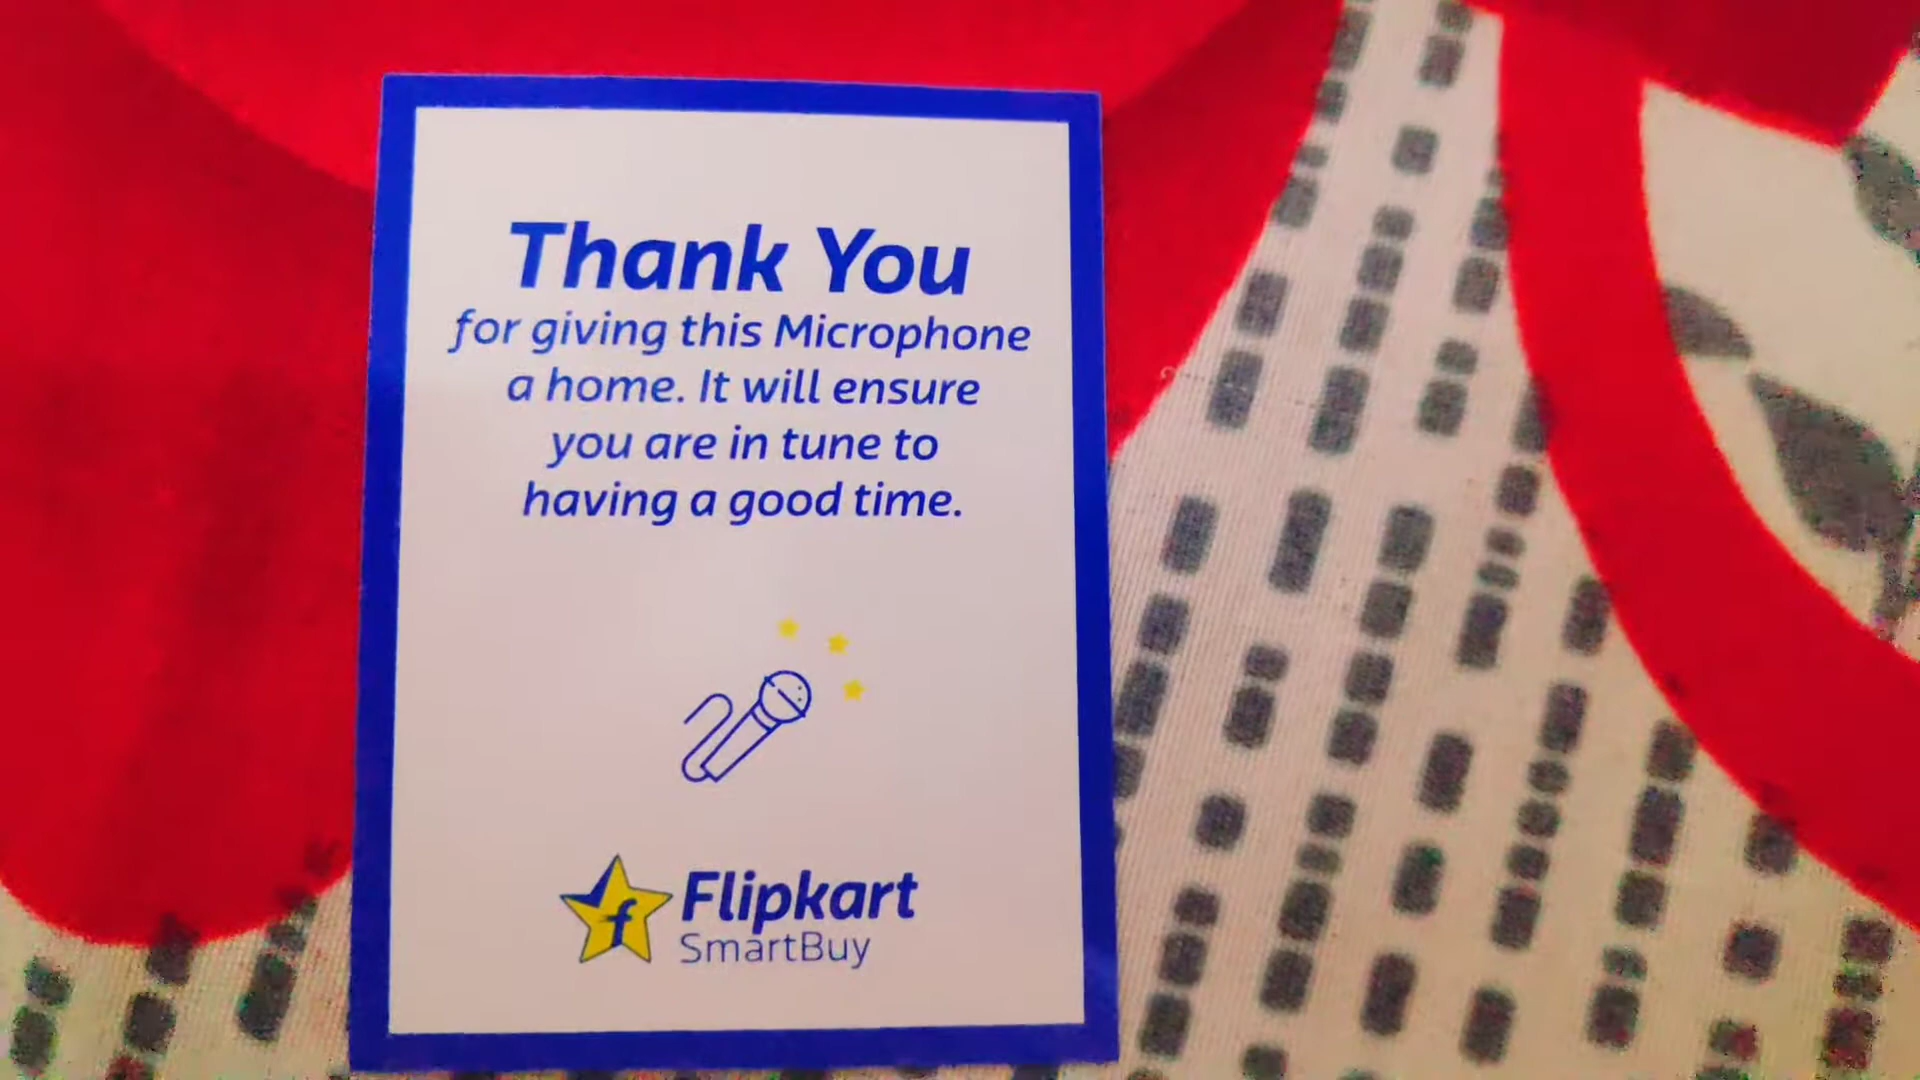 Thank You
for giving this Microphone
a home. It will ensure
you are in tune to
having a good time.
f Flipkart
SmartBuy